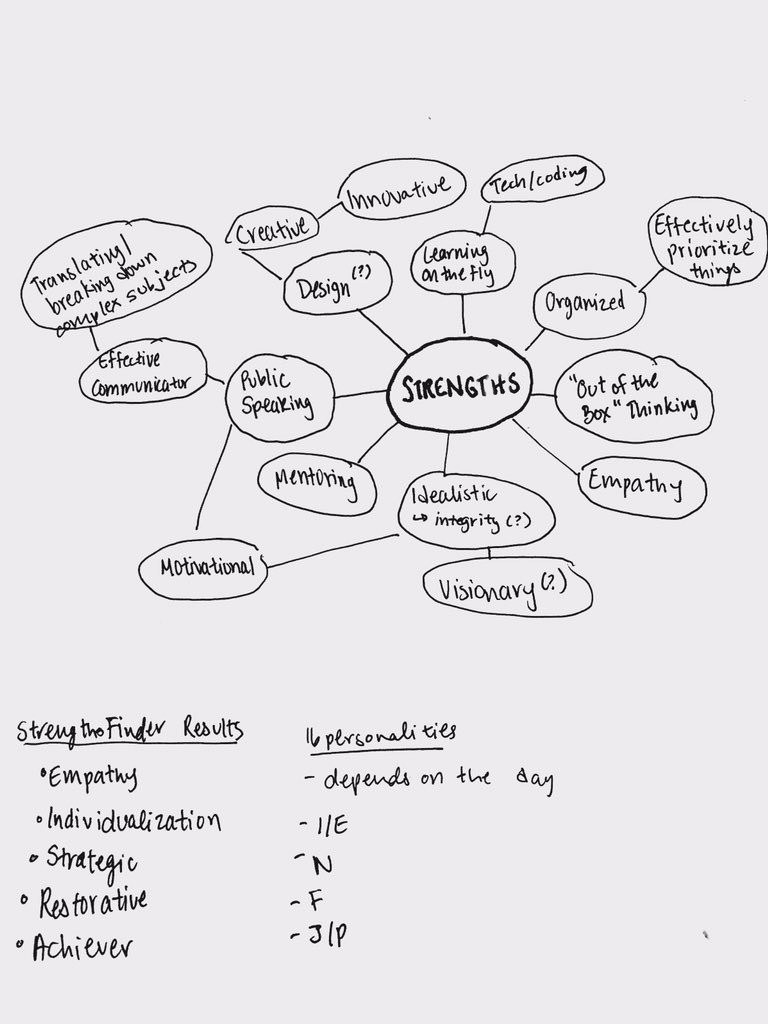 Innovative
Tech/coding
Creative
Effectively
prioritize
things
Translating/
breaking down
complex subjects
Learning
on the fly
Design (?)
Organized
Effective
Communicator
Public
Speaking
STRENGTHS
"Out of the
Box" Thinking
Mentoring
Empathy
Idealistic
↳ integrity (?)
Motivational
Visionary (?)
StrengthsFinder Results
•Empathy
•Individualization
•Strategic
•Restorative
•Achiever
16personalities
- depends on the day
- I/E
- N
- F
- J/P